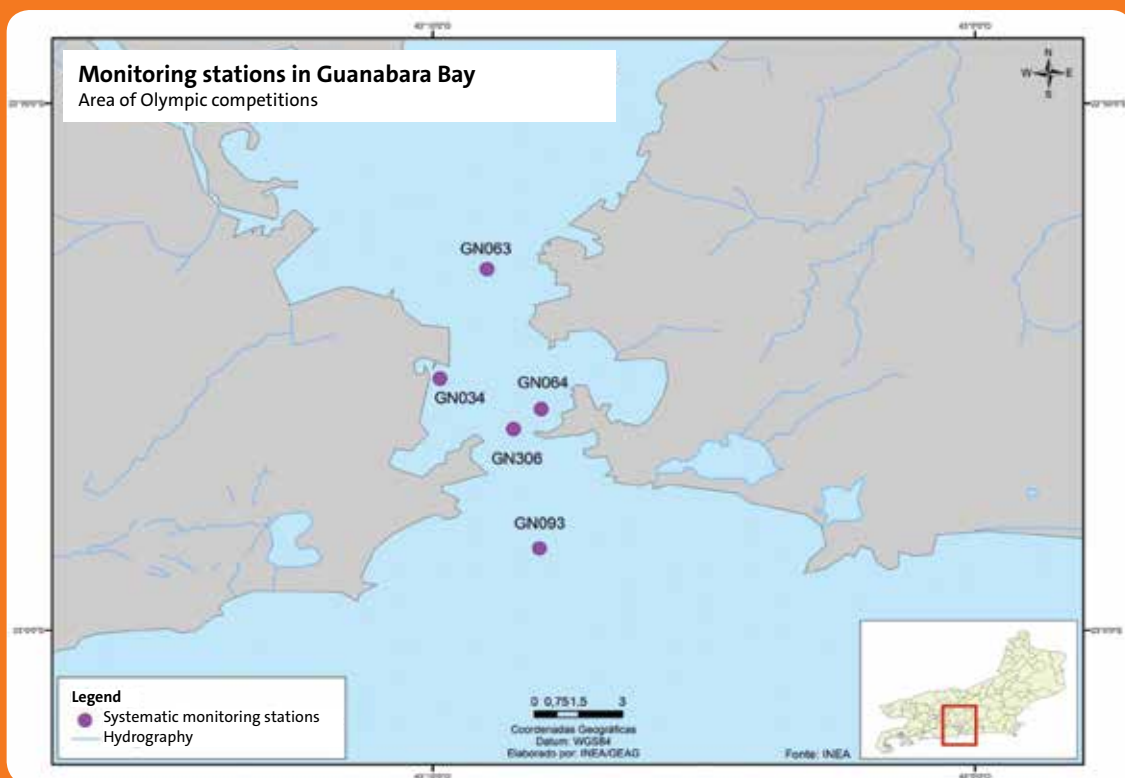 Monitoring stations in Guanabara Bay
Area of Olympic competitions
N
W E
S
GN063
GN064
GN034
GN306
GN093
Legend
Systematic monitoring stations
Hydrography
0 0,751.5 3
Coordenadas Geográficas
Datum: WGS84
Elaborado por: INEA/GEAG
Fonte: INEA